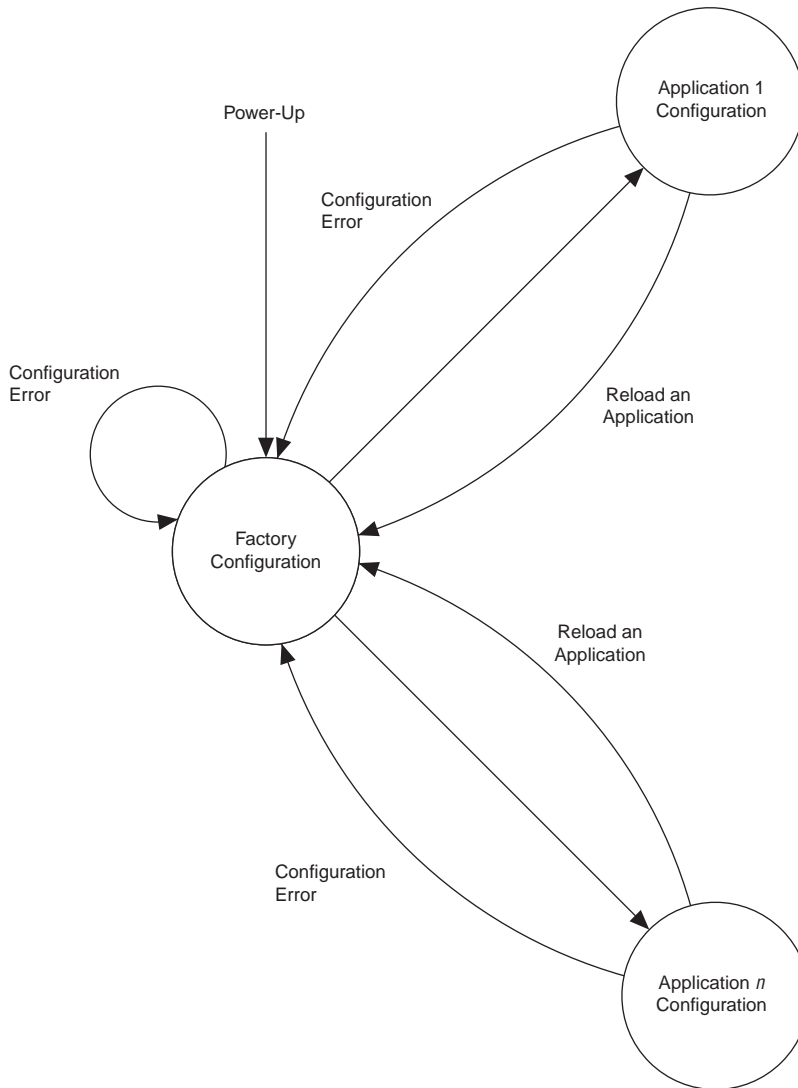 Application 1
Configuration
Power-Up
Configuration
Error
Configuration
Error
Reload an
Application
Factory
Configuration
Reload an
Application
Configuration
Error
Application n
Configuration